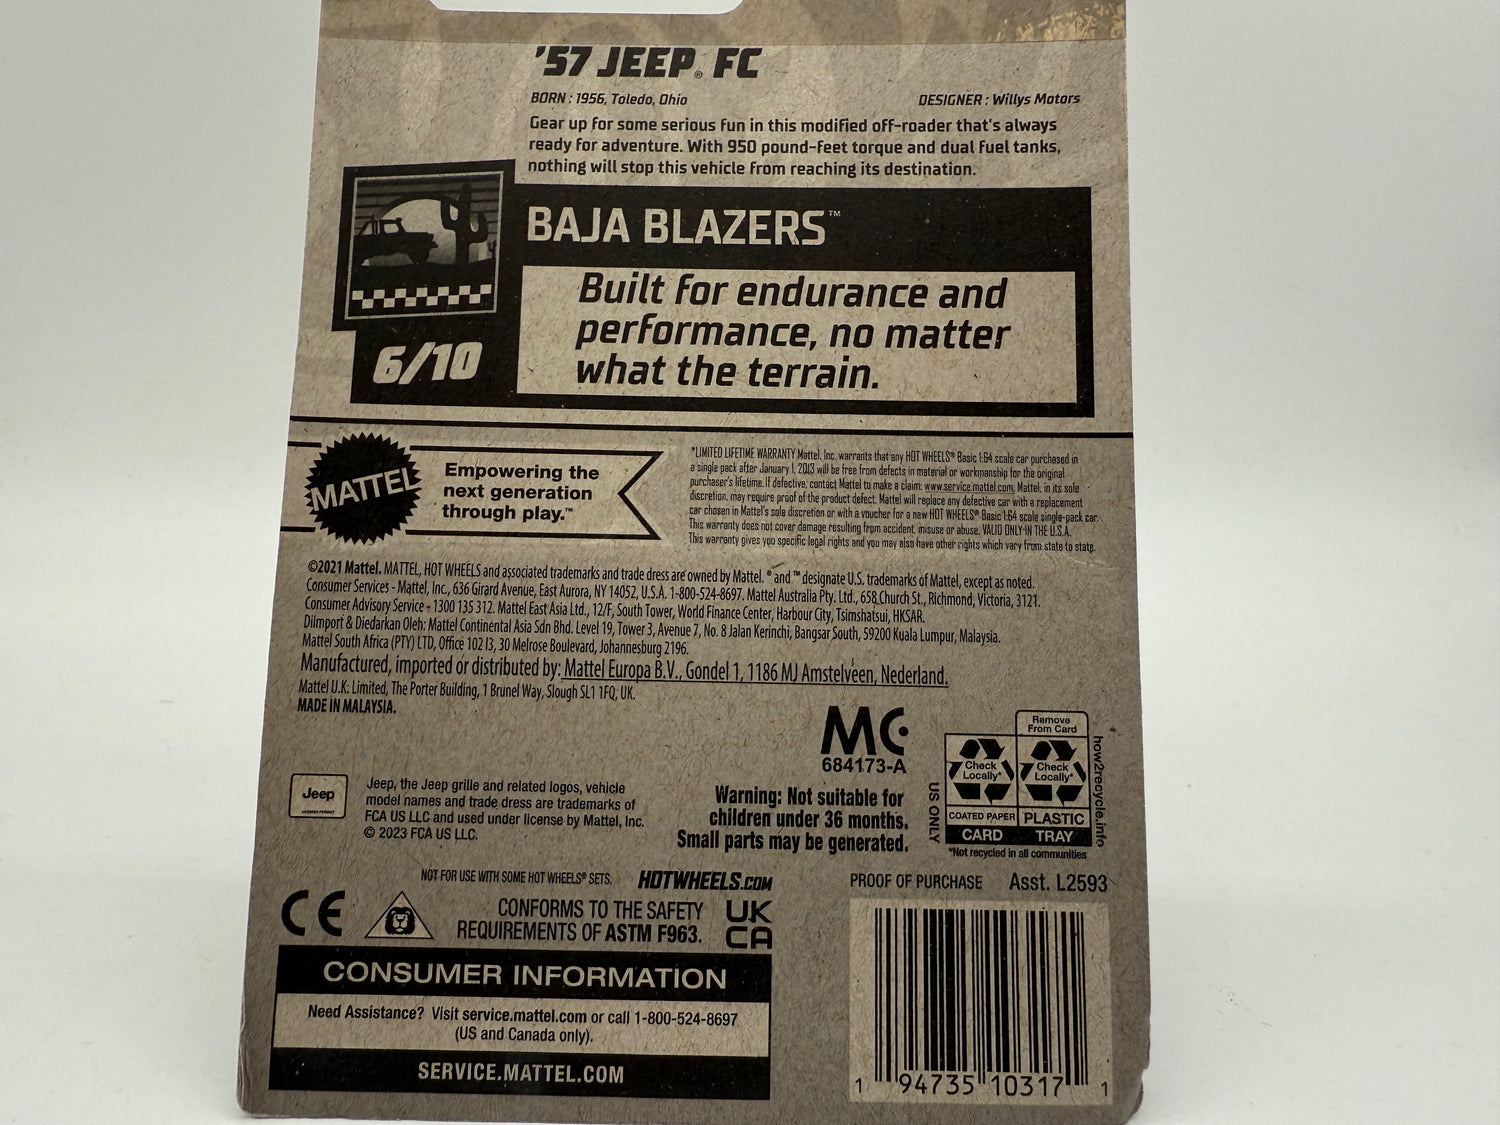 '57 JEEP® FC
BORN : 1956, Toledo, Ohio
DESIGNER : Willys Motors
Gear up for some serious fun in this modified off-roader that's always
ready for adventure. With 950 pound-feet torque and dual fuel tanks,
nothing will stop this vehicle from reaching its destination.
BAJA BLAZERS™
Built for endurance and
performance, no matter
what the terrain.
6/10
MATTEL
Empowering the
next generation
through play.™
*LIMITED LIFETIME WARRANTY Mattel, Inc. warrants that any HOT WHEELS® Basic 1:64 scale car purchased in
a single pack after January 1, 2013 will be free from defects in material or workmanship for the original
purchaser's lifetime. If defective, contact Mattel to make a claim: www.service.mattel.com. Mattel, in its sole
discretion, may require proof of the product defect. Mattel will replace any defective car with a replacement
car chosen in Mattel's sole discretion or with a voucher for a new HOT WHEELS® Basic 1:64 scale single-pack car.
This warranty does not cover damage resulting from accident, misuse or abuse. VALID ONLY IN THE U.S.A.
This warranty gives you specific legal rights and you may also have other rights which vary from state to state.
©2021 Mattel. MATTEL, HOT WHEELS and associated trademarks and trade dress are owned by Mattel. ® and ™ designate U.S. trademarks of Mattel, except as noted.
Consumer Services - Mattel, Inc., 636 Girard Avenue, East Aurora, NY 14052, U.S.A. 1-800-524-8697. Mattel Australia Pty. Ltd., 658 Church St., Richmond, Victoria, 3121.
Consumer Advisory Service - 1300 135 312. Mattel East Asia Ltd., 12/F, South Tower, World Finance Center, Harbour City, Tsimshatsui, HKSAR.
Diimport & Diedarkan Oleh: Mattel Continental Asia Sdn Bhd. Level 19, Tower 3, Avenue 7, No. 8 Jalan Kerinchi, Bangsar South, 59200 Kuala Lumpur, Malaysia.
Mattel South Africa (PTY) LTD, Office 102 I3, 30 Melrose Boulevard, Johannesburg 2196.
Manufactured, imported or distributed by: Mattel Europa B.V., Gondel 1, 1186 MJ Amstelveen, Nederland.
Mattel U.K. Limited, The Porter Building, 1 Brunel Way, Slough SL1 1FQ, UK.
MADE IN MALAYSIA.
MC
684173-A
Remove
From Card
Check
Locally*
Check
Locally*
COATED PAPER
PLASTIC
CARD
TRAY
US ONLY
how2recycle.info
*Not recycled in all communities
Jeep
Jeep, the Jeep grille and related logos, vehicle
model names and trade dress are trademarks of
FCA US LLC and used under license by Mattel, Inc.
© 2023 FCA US LLC.
Warning: Not suitable for
children under 36 months.
Small parts may be generated.
NOT FOR USE WITH SOME HOT WHEELS® SETS.
HOTWHEELS.COM
PROOF OF PURCHASE
Asst. L2593
CE
CONFORMS TO THE SAFETY
REQUIREMENTS OF ASTM F963.
UK
CA
CONSUMER INFORMATION
Need Assistance? Visit service.mattel.com or call 1-800-524-8697
(US and Canada only).
SERVICE.MATTEL.COM
1 94735 10317 1